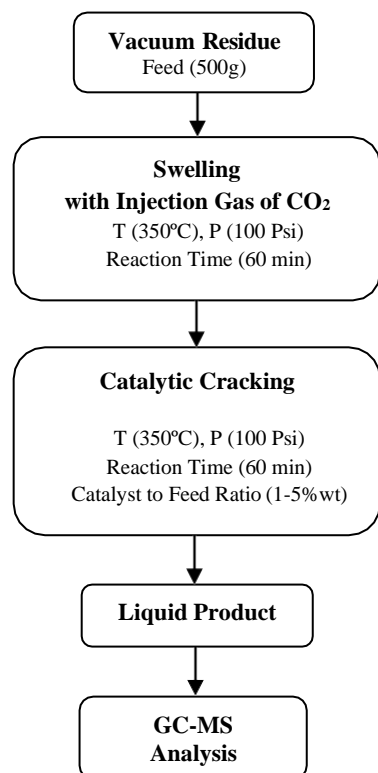 Vacuum Residue
Feed (500g)
Swelling
with Injection Gas of CO₂
T (350ºC), P (100 Psi)
Reaction Time (60 min)
Catalytic Cracking
T (350ºC), P (100 Psi)
Reaction Time (60 min)
Catalyst to Feed Ratio (1-5%wt)
Liquid Product
GC-MS
Analysis